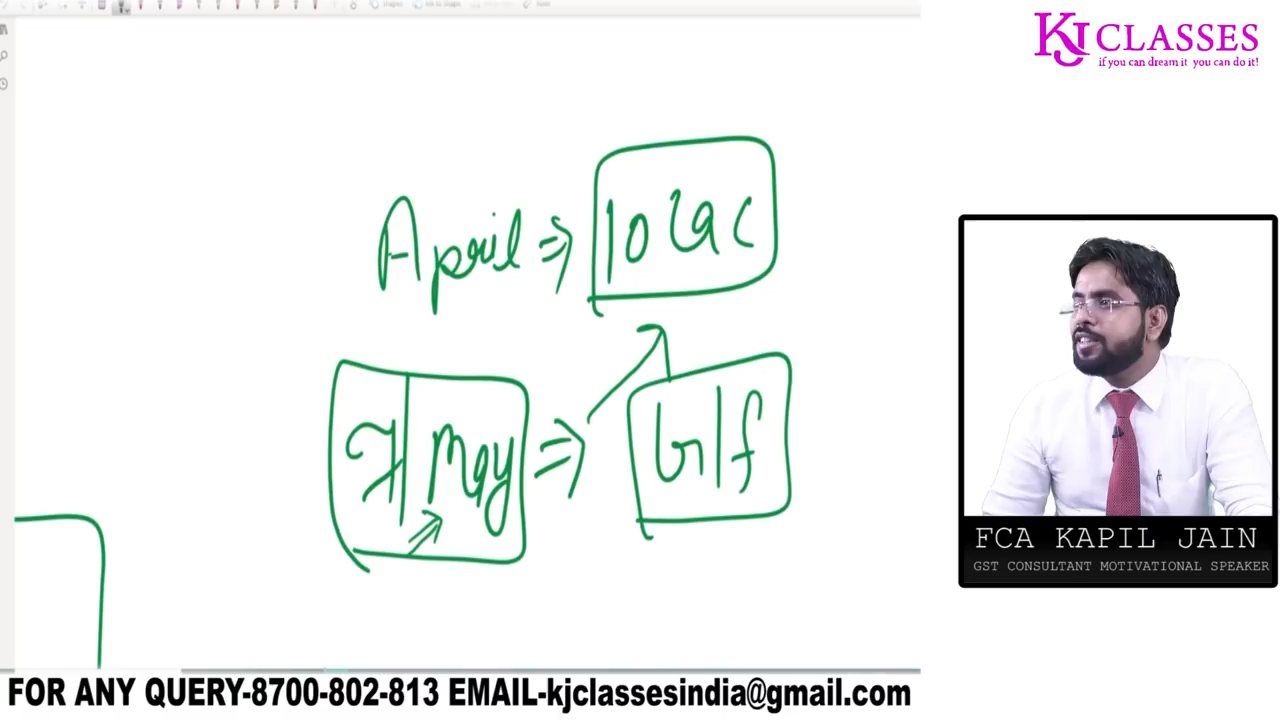 KJ CLASSES
if you can dream it you can do it!
April ⇒ 10 Lac
May ⇒
FCA KAPIL JAIN
GST CONSULTANT MOTIVATIONAL SPEAKER
FOR ANY QUERY-8700-802-813 EMAIL-kjclassesindia@gmail.com